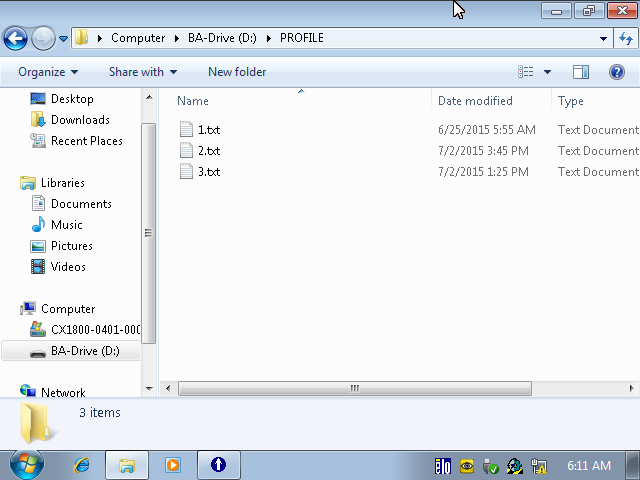 Computer BA-Drive (D:) PROFILE
Organize Share with New folder
Desktop
Downloads
Recent Places
Libraries
Documents
Music
Pictures
Videos
Computer
CX1800-0401-000
BA-Drive (D:)
Network
Name Date modified Type
1.txt 6/25/2015 5:55 AM Text Document
2.txt 7/2/2015 3:45 PM Text Document
3.txt 7/2/2015 1:25 PM Text Document
3 items
elo
6:11 AM